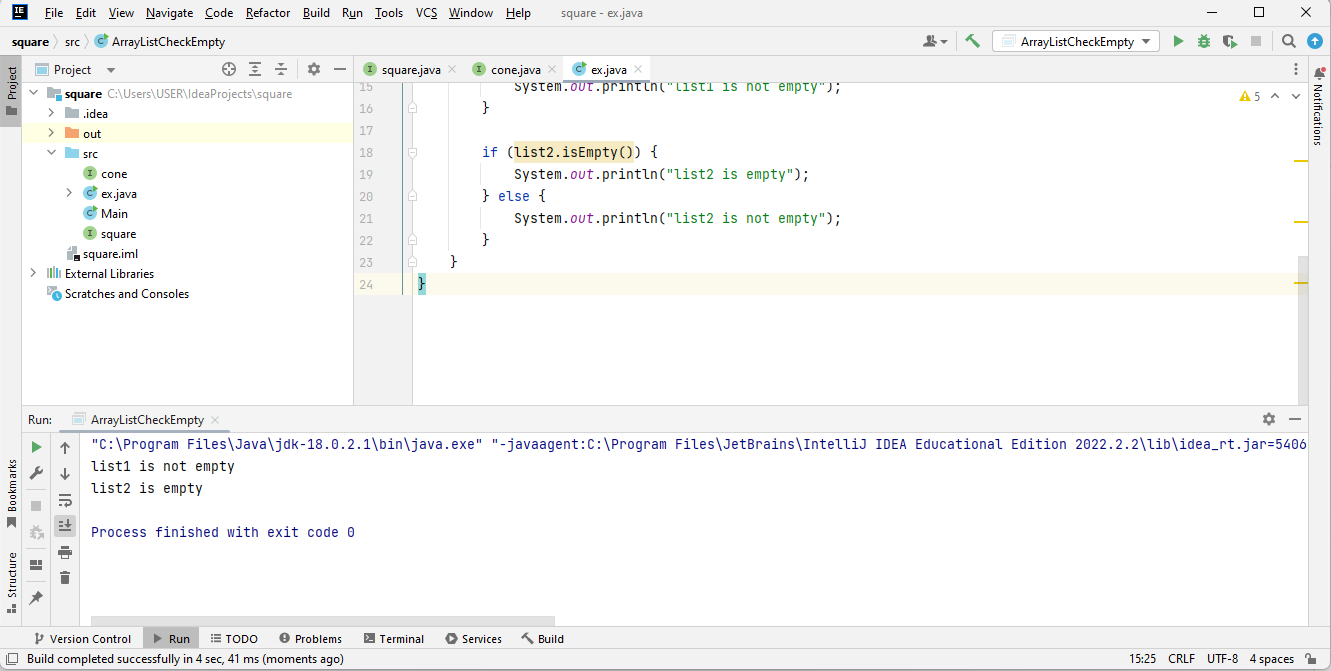 File Edit View Navigate Code Refactor Build Run Tools VCS Window Help square - ex.java
square src ArrayListCheckEmpty ArrayListCheckEmpty
Project square.java cone.java ex.java
Project
square C:\Users\USER\IdeaProjects\square
.idea
out
src
cone
ex.java
Main
square
square.iml
External Libraries
Scratches and Consoles
15 System.out.println("list1 is not empty");
5
16 }
17
18 if (list2.isEmpty()) {
19 System.out.println("list2 is empty");
20 } else {
21 System.out.println("list2 is not empty");
22 }
23 }
24 }
Notifications
Run: ArrayListCheckEmpty
"C:\Program Files\Java\jdk-18.0.2.1\bin\java.exe" "-javaagent:C:\Program Files\JetBrains\IntelliJ IDEA Educational Edition 2022.2.2\lib\idea_rt.jar=5406
list1 is not empty
list2 is empty
Process finished with exit code 0
Bookmarks
Structure
Version Control Run TODO Problems Terminal Services Build
Build completed successfully in 4 sec, 41 ms (moments ago) 15:25 CRLF UTF-8 4 spaces